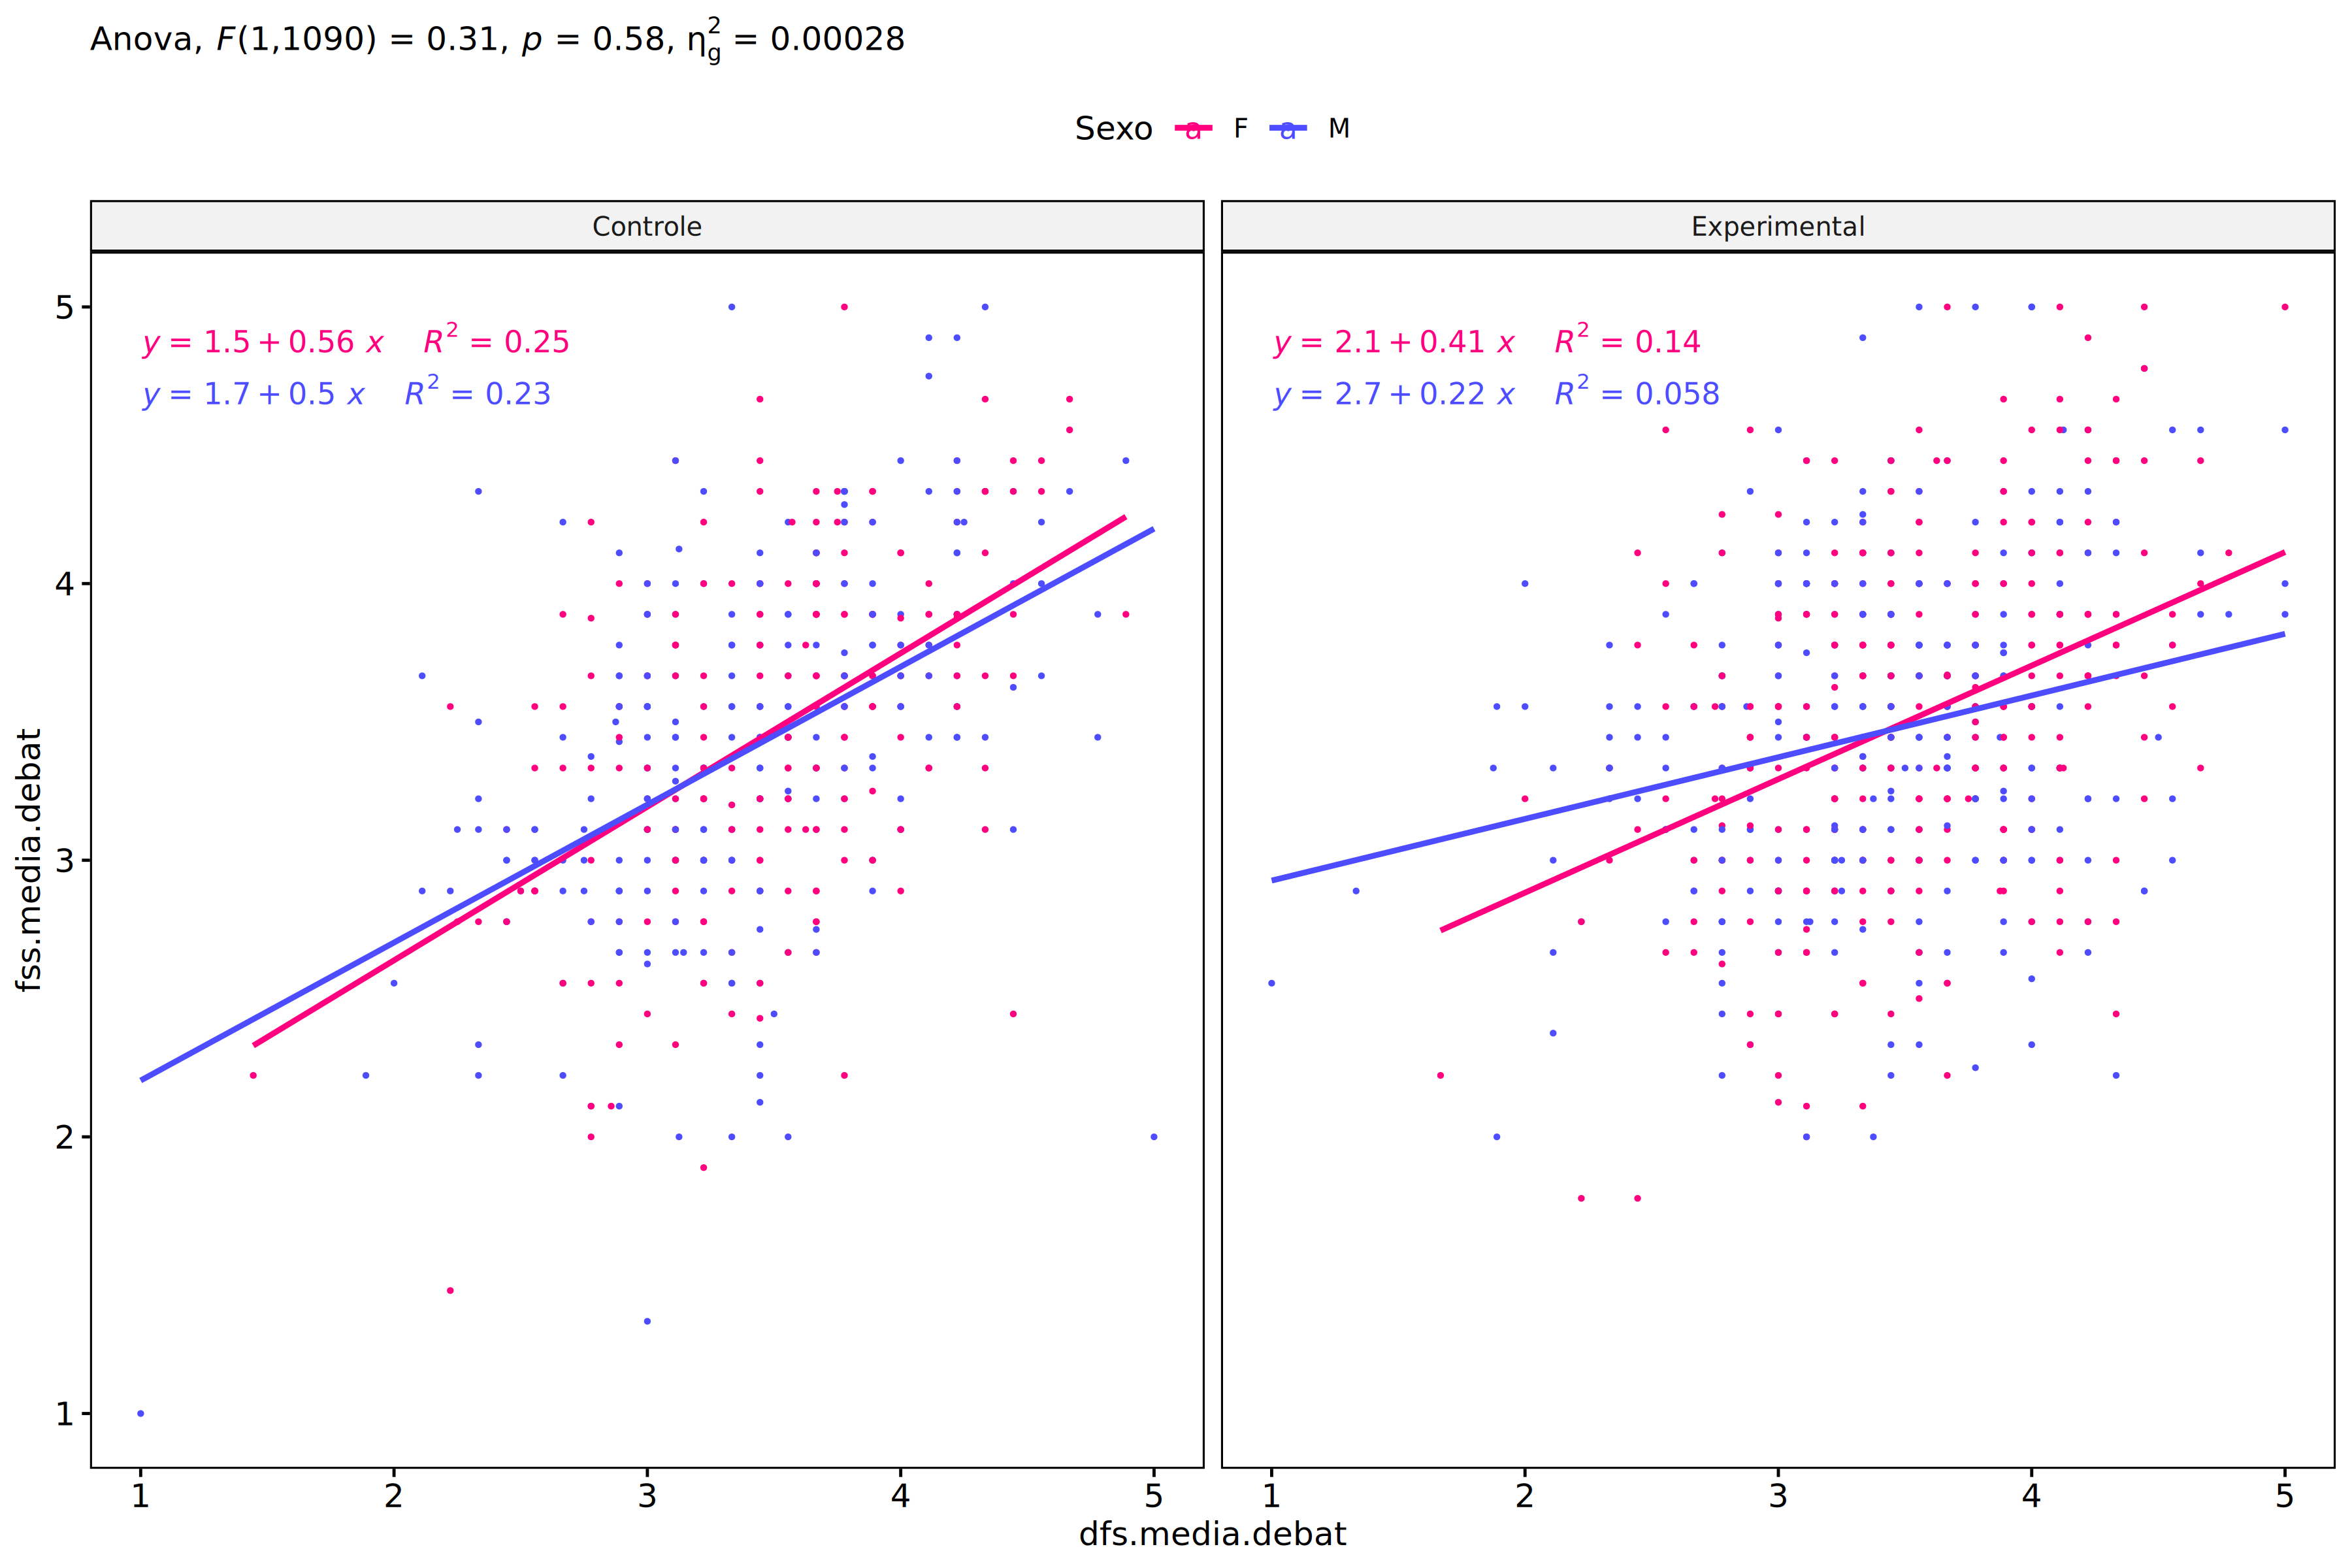 Anova, F(1,1090) = 0.31, p = 0.58, η²g = 0.00028
Sexo a F a M
Controle Experimental
y = 1.5 + 0.56 x R² = 0.25
y = 1.7 + 0.5 x R² = 0.23
y = 2.1 + 0.41 x R² = 0.14
y = 2.7 + 0.22 x R² = 0.058
5
4
3
2
1
fss.media.debat
1 2 3 4 5 1 2 3 4 5
dfs.media.debat